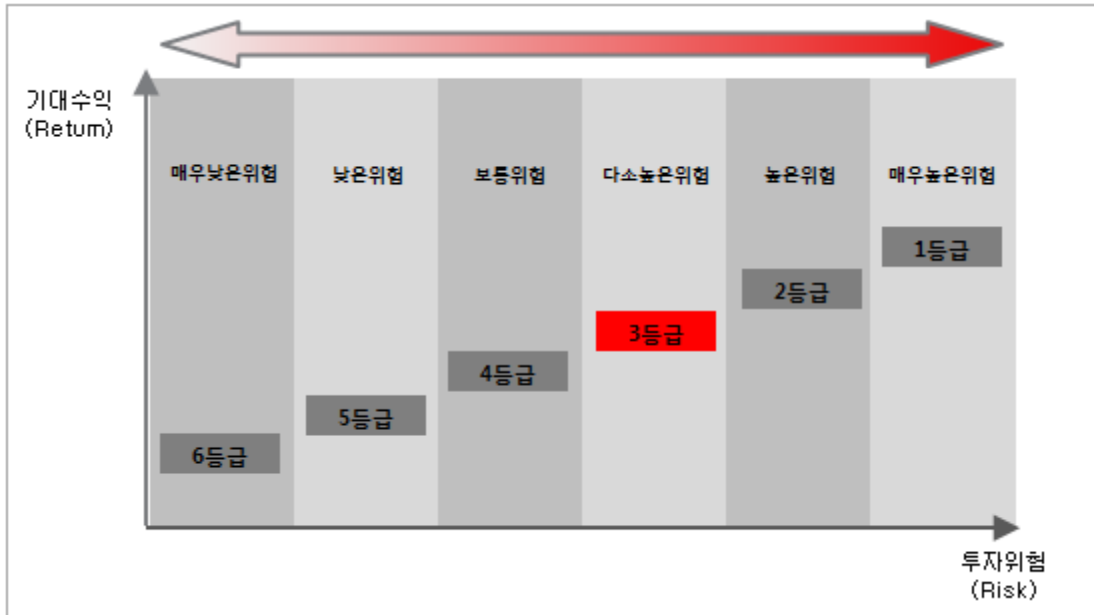 기대수익
(Return)
매우낮은위험
낮은위험
보통위험
다소높은위험
높은위험
매우높은위험
1등급
2등급
3등급
4등급
5등급
6등급
투자위험
(Risk)